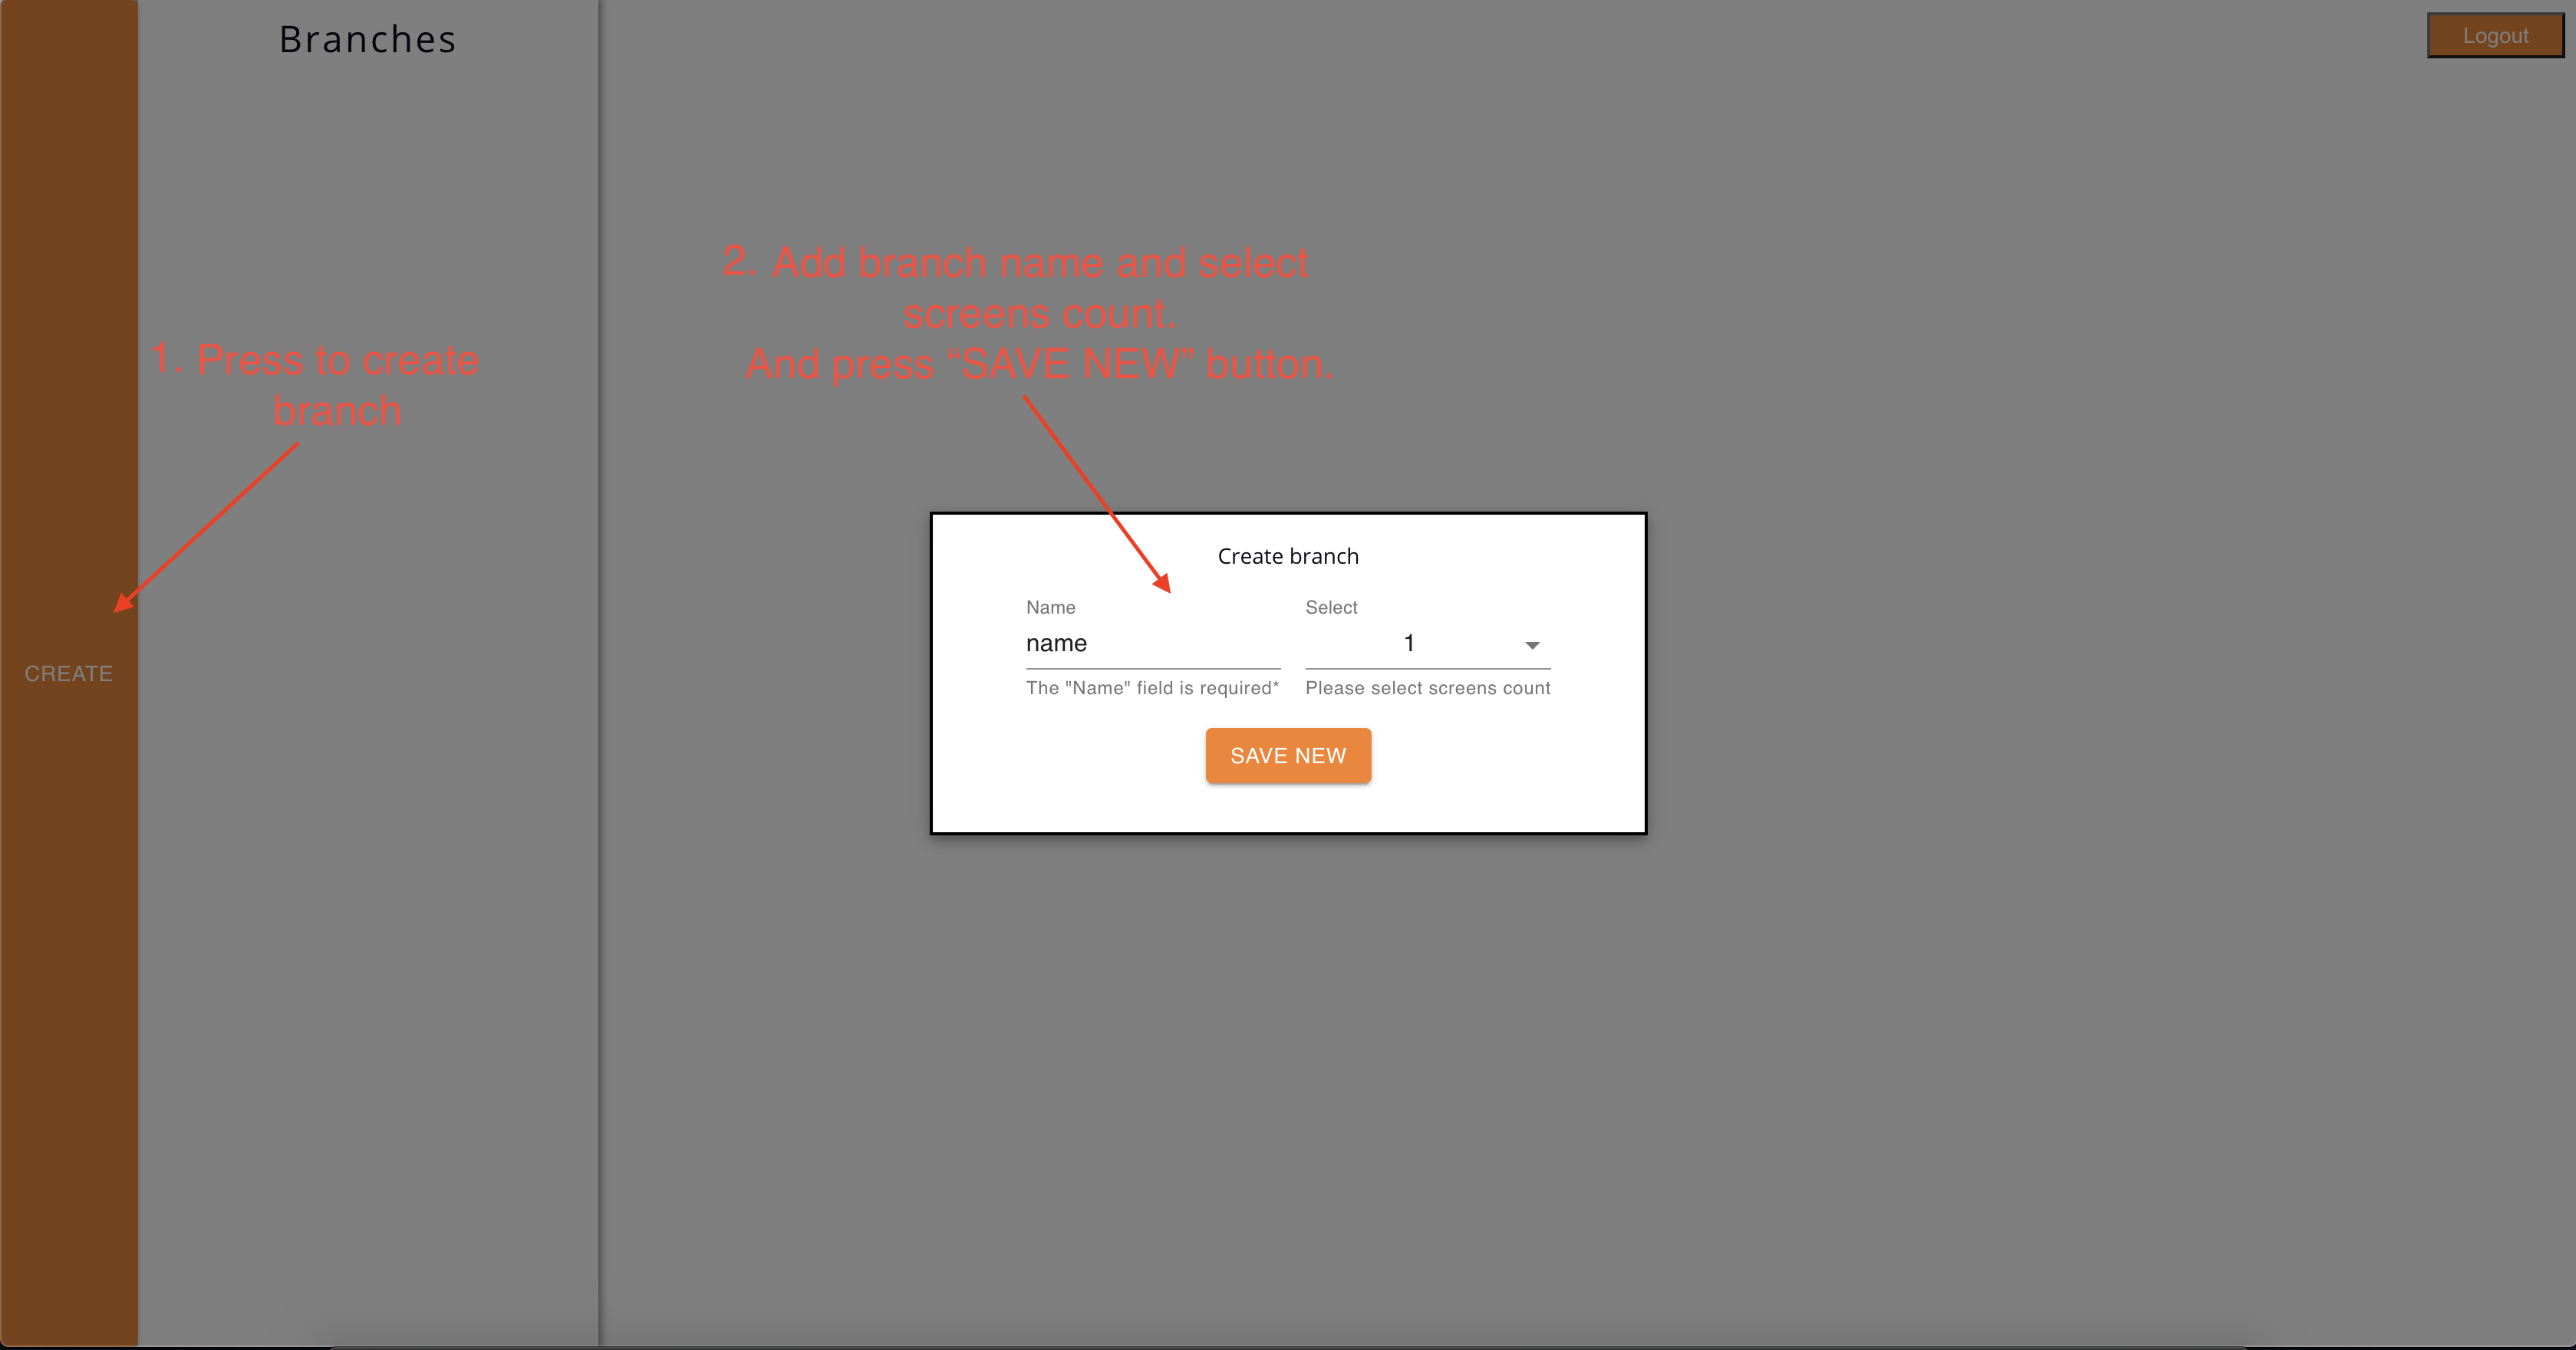 Branches
Logout
2. Add branch name and select
screens count.
And press “SAVE NEW” button.
1. Press to create
branch
CREATE
Create branch
Name
name
The "Name" field is required*
Select
1
Please select screens count
SAVE NEW